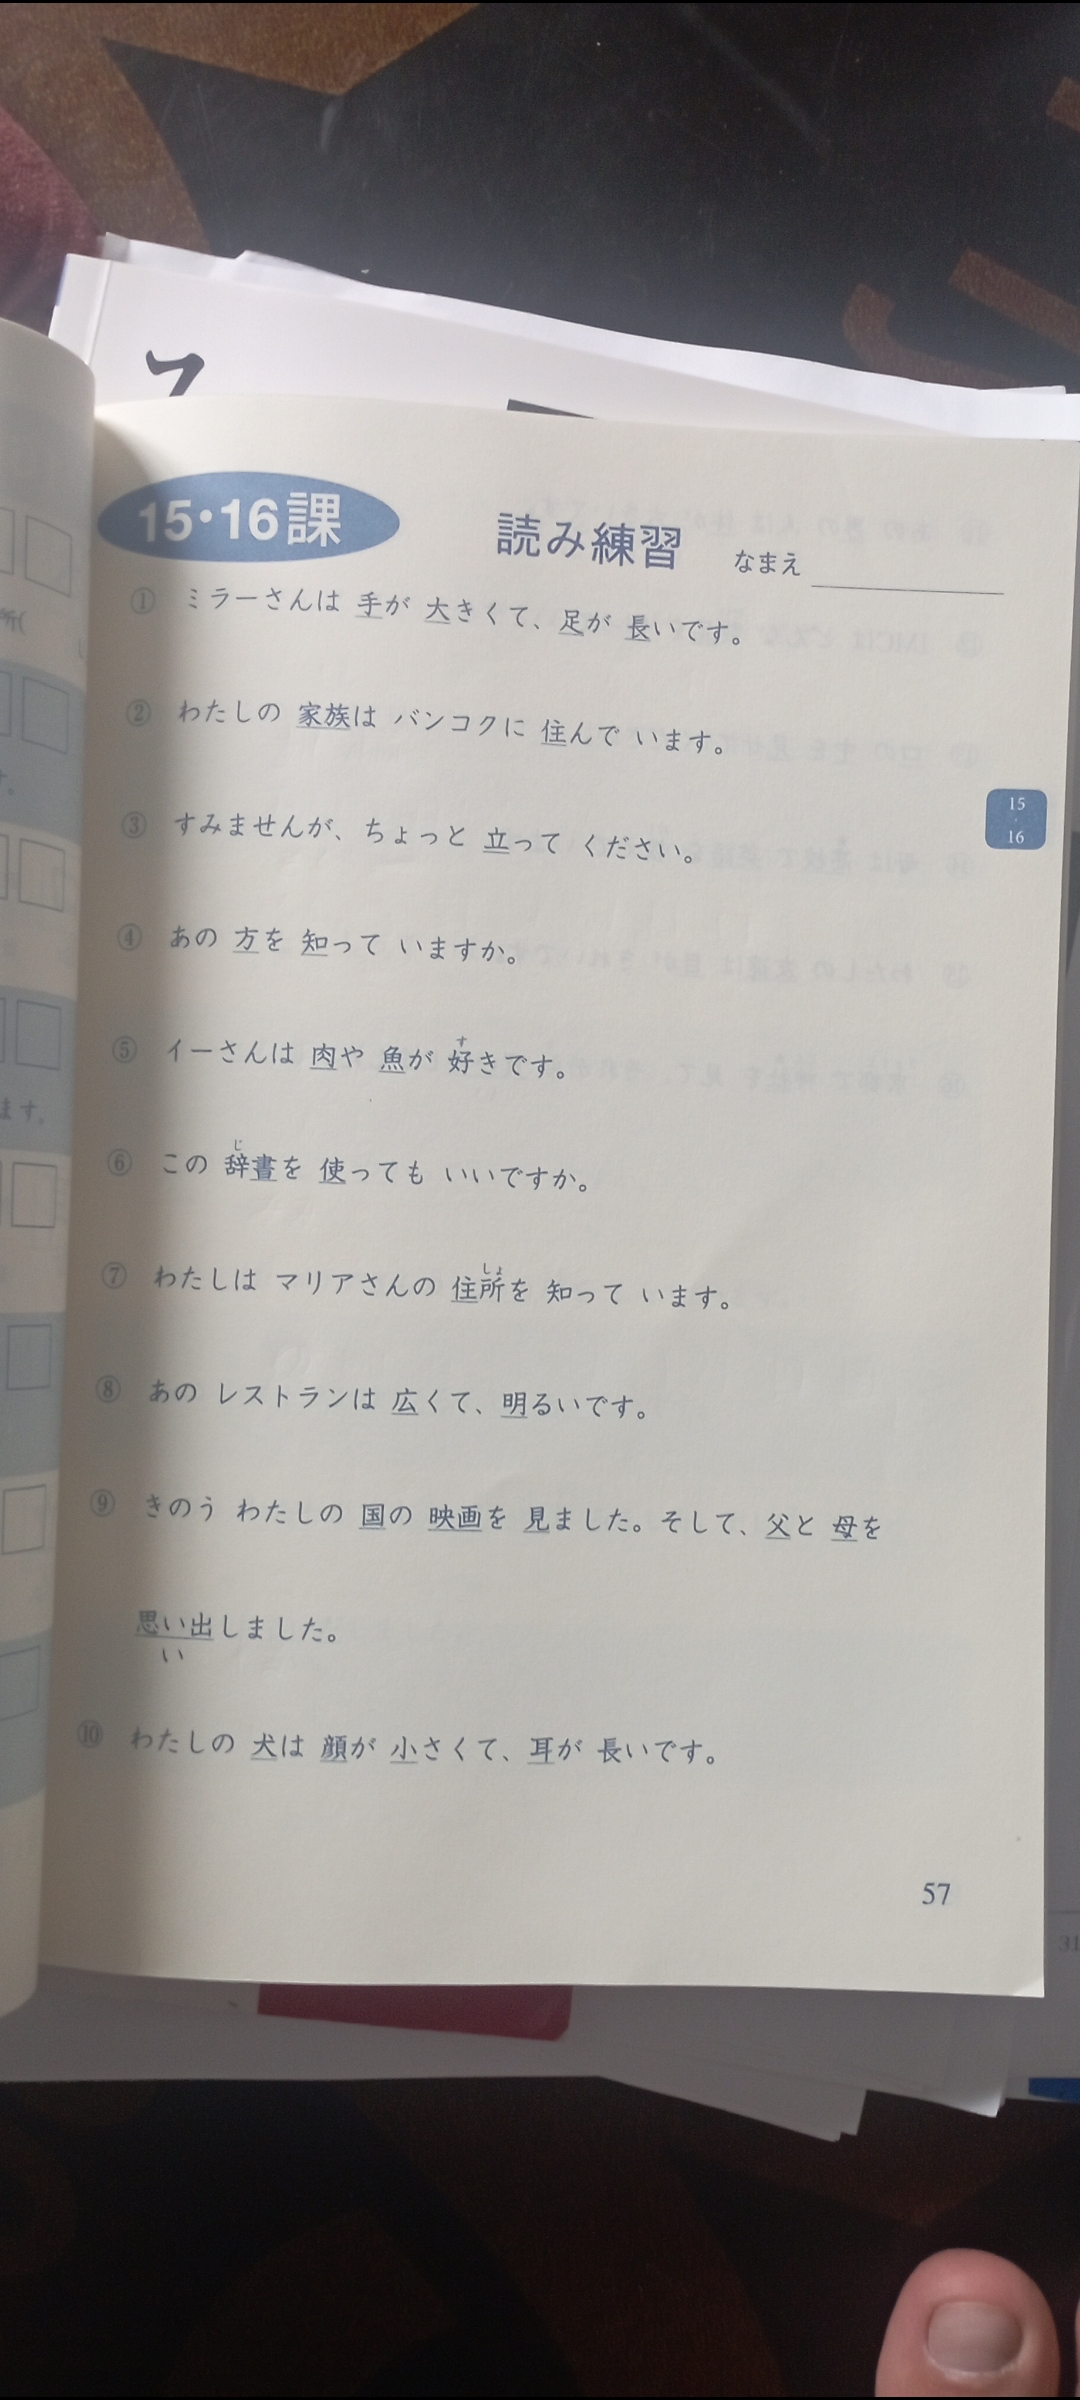 15・16課 読み練習 なまえ
① ミラーさんは 手が 大きくて、足が 長いです。
② わたしの 家族は バンコクに 住んで います。
③ すみませんが、ちょっと 立って ください。
15・16
④ あの 方を 知って いますか。
す
⑤ イーさんは 肉や 魚が 好きです。
じ
⑥ この 辞書を 使っても いいですか。
しょ
⑦ わたしは マリアさんの 住所を 知って います。
⑧ あの レストランは 広くて、明るいです。
⑨ きのう わたしの 国の 映画を 見ました。そして、父と 母を
思い出しました。
い
⑩ わたしの 犬は 顔が 小さくて、耳が 長いです。
57